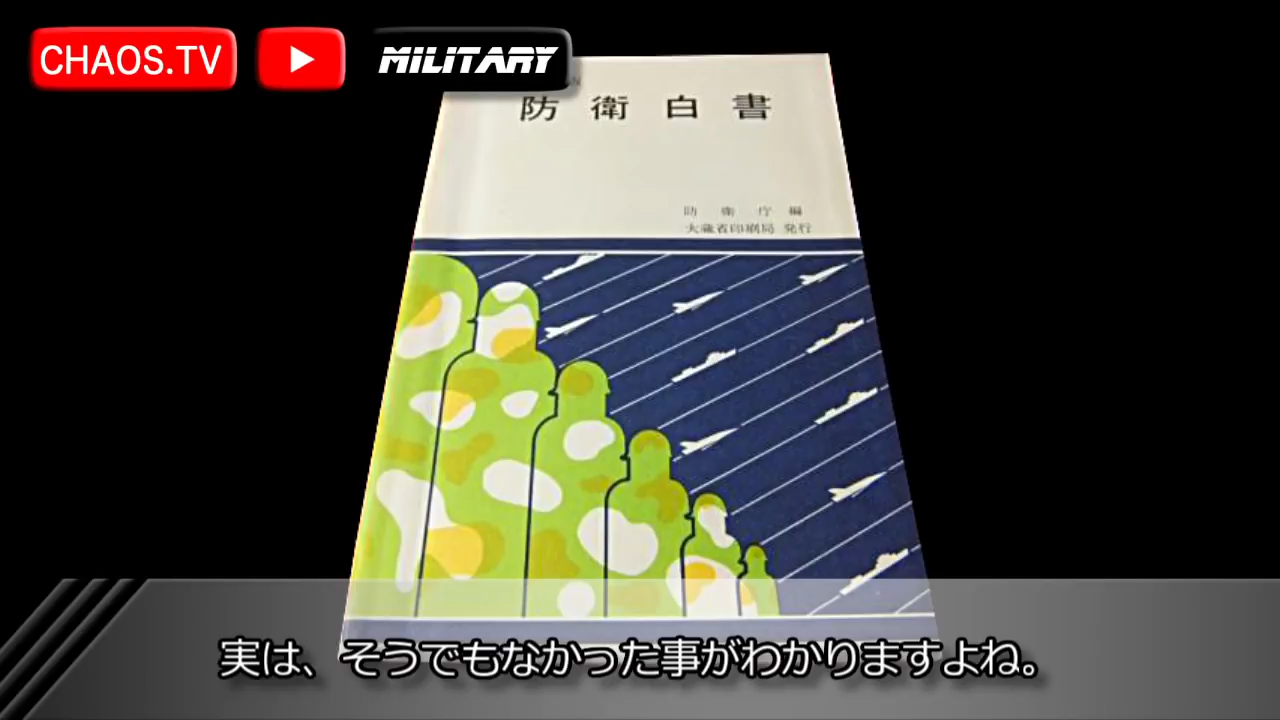 CHAOS.TV
MILITARY
防衛白書
防衛庁編
大蔵省印刷局 発行
実は、そうでもなかった事がわかりますよね。